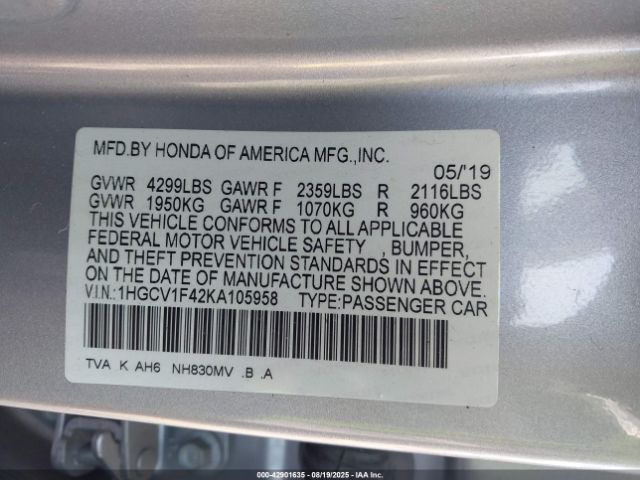 MFD.BY HONDA OF AMERICA MFG.,INC.
05/'19
GVWR 4299LBS GAWR F 2359LBS R 2116LBS
GVWR 1950KG GAWR F 1070KG R 960KG
THIS VEHICLE CONFORMS TO ALL APPLICABLE
FEDERAL MOTOR VEHICLE SAFETY , BUMPER,
AND THEFT PREVENTION STANDARDS IN EFFECT
ON THE DATE OF MANUFACTURE SHOWN ABOVE.
V.I.N.:1HGCV1F42KA105958 TYPE:PASSENGER CAR
TVA K AH6 NH830MV .B .A
000-42901635 - 08/19/2025 - IAAI.COM